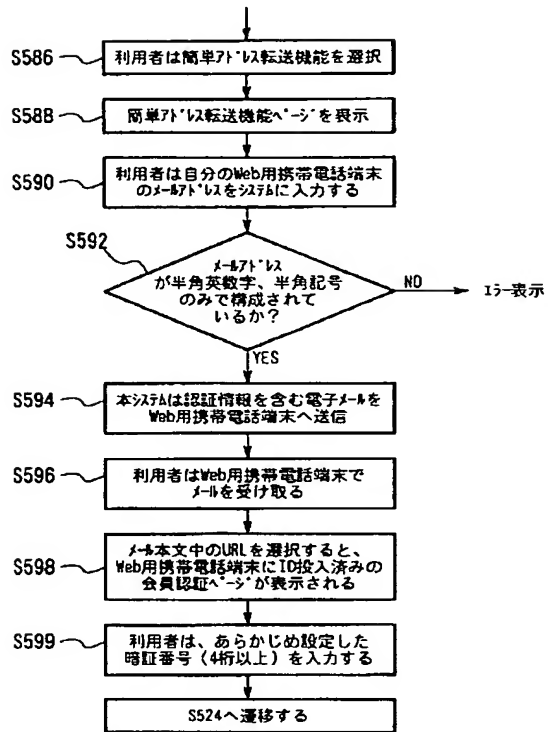 S586
利用者は簡単アドレス転送機能を選択
S588
簡単アドレス転送機能ページを表示
S590
利用者は自分のWeb用携帯電話端末
のメールアドレスをシステムに入力する
S592
メールアドレス
が半角英数字、半角記号
のみで構成されて
いるか?
NO
エラー表示
YES
S594
本システムは認証情報を含む電子メールを
Web用携帯電話端末へ送信
S596
利用者はWeb用携帯電話端末で
メールを受け取る
S598
メール本文中のURLを選択すると、
Web用携帯電話端末にID投入済みの
会員認証ページが表示される
S599
利用者は、あらかじめ設定した
暗証番号(4桁以上)を入力する
S524へ遷移する